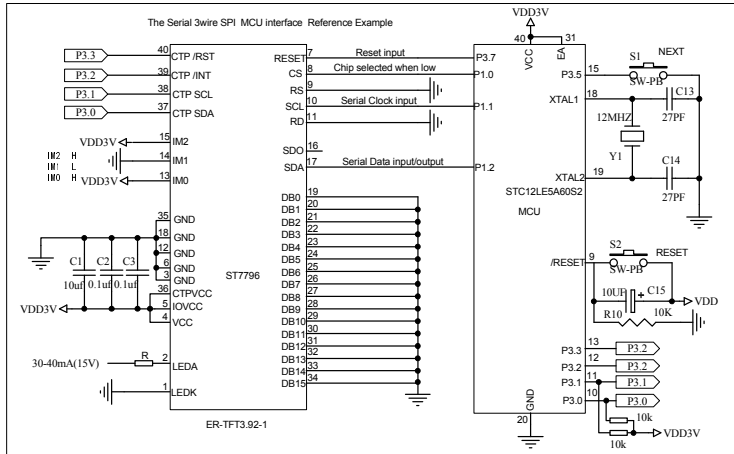 The Serial 3wire SPI MCU interface Reference Example
P3.3
P3.2
P3.1
P3.0
40 CTP /RST
39 CTP /INT
38 CTP SCL
37 CTP SDA
15 IM2
14 IM1
13 IM0
VDD3V
VDD3V
IM2 H
IM1 L
IM0 H
35 GND
18 GND
12 GND
6 GND
3 GND
36 CTPVCC
5 IOVCC
4 VCC
C1 C2 C3
10uf 0.1uf 0.1uf
VDD3V
30-40mA(15V) R
2 LEDA
1 LEDK
ST7796
ER-TFT3.92-1
RESET 7 Reset input P3.7
CS 8 Chip selected when low P1.0
RS 9
SCL 10 Serial Clock input P1.1
RD 11
SDO 16
SDA 17 Serial Data input/output P1.2
DB0 19
DB1 20
DB2 21
DB3 22
DB4 23
DB5 24
DB6 25
DB7 26
DB8 27
DB9 28
DB10 29
DB11 30
DB12 31
DB13 32
DB14 33
DB15 34
VDD3V
40 31
VCC EA
P3.5 15 S1 NEXT
SW-PB
XTAL1 18
C13
27PF
12MHZ
Y1
XTAL2 19
C14
27PF
STC12LE5A60S2
MCU
/RESET 9 S2 RESET
SW-PB
10UF + C15
VDD
R10 10K
P3.3 13 P3.2
P3.2 12 P3.2
P3.1 11 P3.1
P3.0 10 P3.0
GND
20
10k
10k
VDD3V